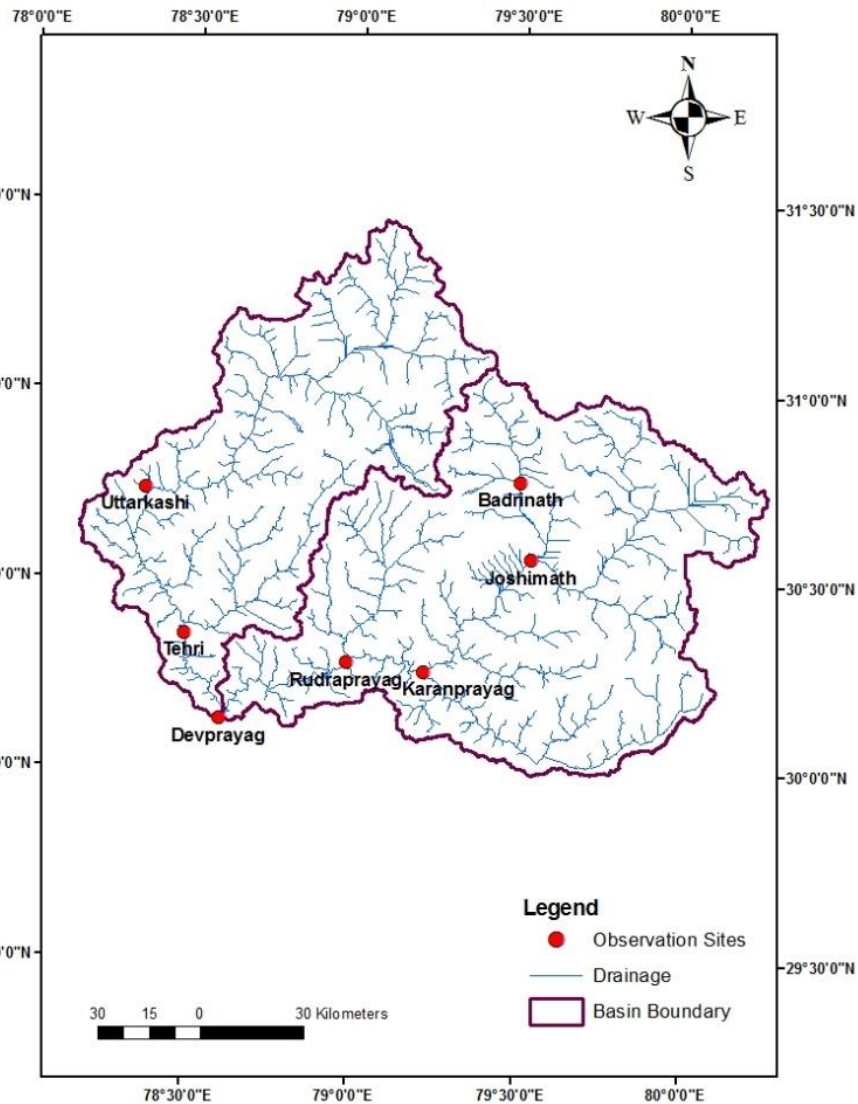 78°0'0"E 78°30'0"E 79°0'0"E 79°30'0"E 80°0'0"E
N
W E
S
31°30'0"N
31°0'0"N
Uttarkashi
Badrinath
Joshimath
30°30'0"N
Tehri
Rudraprayag
Karanprayag
Devprayag
30°0'0"N
Legend
Observation Sites
29°30'0"N
Drainage
Basin Boundary
30 15 0 30 Kilometers
78°30'0"E 79°0'0"E 79°30'0"E 80°0'0"E